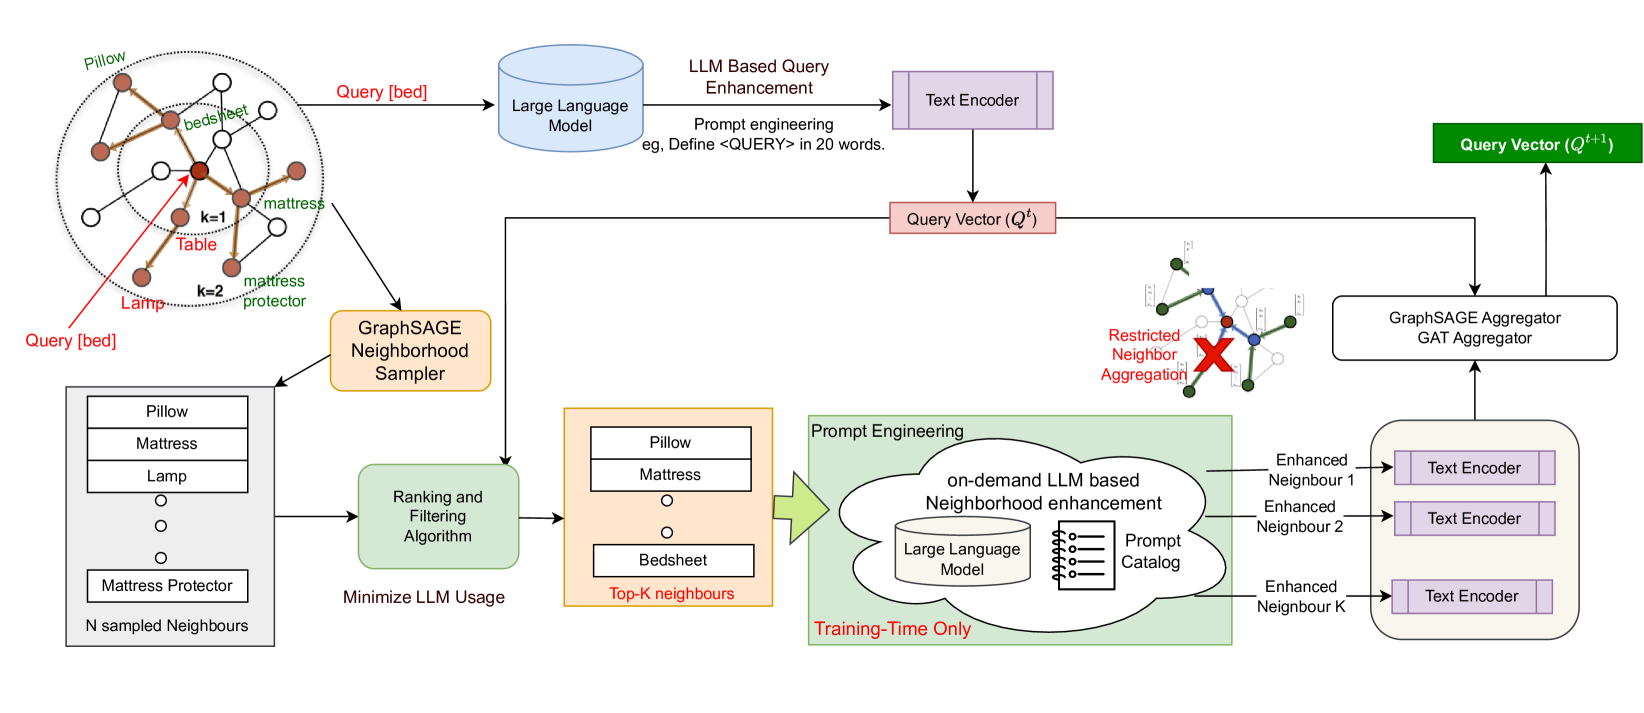 Pillow
bedsheet
k=1
mattress
Table
Lamp
k=2
mattress
protector
Query [bed]
Query [bed]
Large Language
Model
LLM Based Query
Enhancement
Prompt engineering
eg, Define <QUERY> in 20 words.
Text Encoder
Query Vector (Q^t)
Query Vector (Q^{t+1})
GraphSAGE
Neighborhood
Sampler
Restricted
Neighbor
Aggregation
GraphSAGE Aggregator
GAT Aggregator
Pillow
Mattress
Lamp
Mattress Protector
N sampled Neighbours
Ranking and
Filtering
Algorithm
Minimize LLM Usage
Pillow
Mattress
Bedsheet
Top-K neighbours
Prompt Engineering
on-demand LLM based
Neighborhood enhancement
Large Language
Model
Prompt
Catalog
Training-Time Only
Enhanced
Neignbour 1
Enhanced
Neignbour 2
Enhanced
Neignbour K
Text Encoder
Text Encoder
Text Encoder